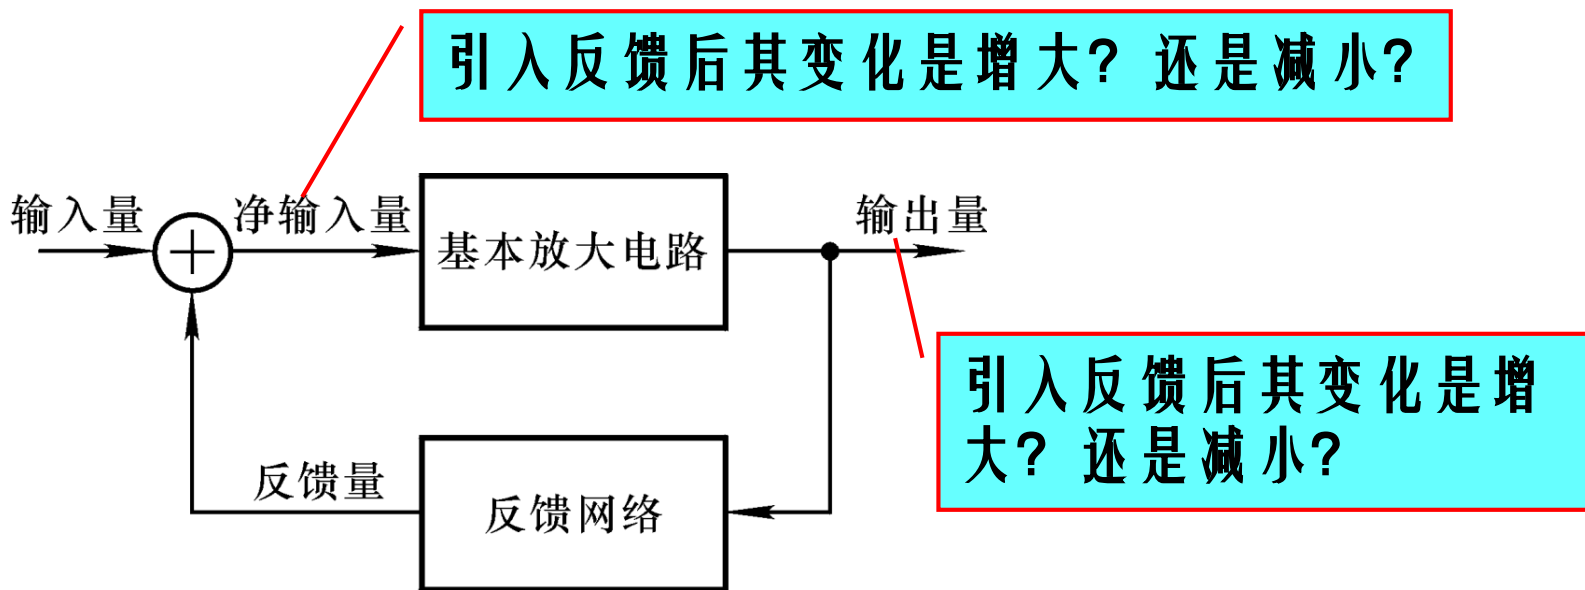 引入反馈后其变化是增大？还是减小？
输入量
净输入量
基本放大电路
输出量
引入反馈后其变化是增
大？还是减小？
反馈量
反馈网络